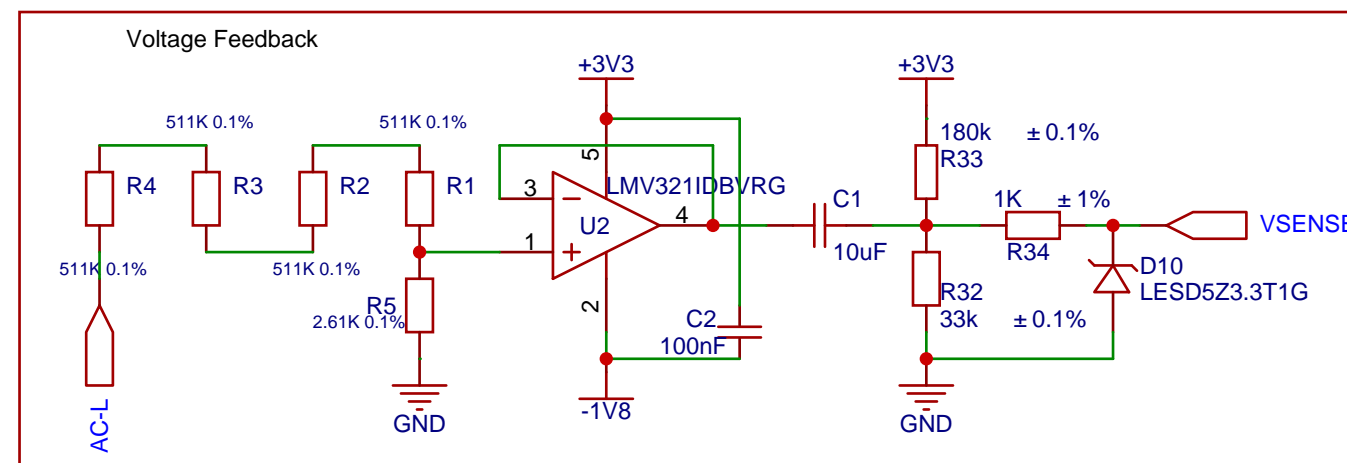 Voltage Feedback
+3V3
+3V3
511K 0.1%
511K 0.1%
180k ± 0.1%
R33
R4
R3
R2
R1
5
LMV321IDBVRG
3
U2
4
C1
1K ± 1%
VSENSE
1
10uF
R34
511K 0.1%
511K 0.1%
D10
LESD5Z3.3T1G
R5
2.61K 0.1%
2
R32
33k ± 0.1%
C2
100nF
-1V8
GND
GND
AC-L